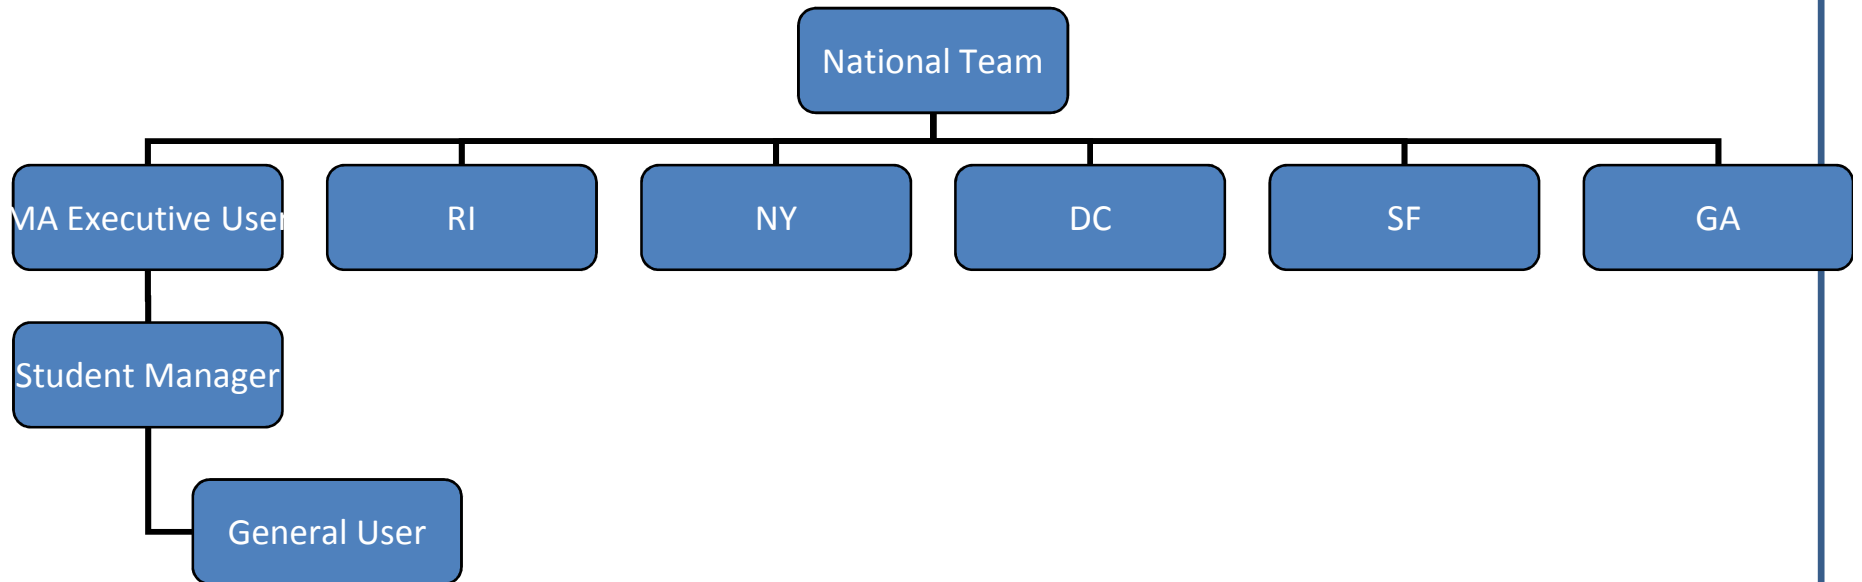 National Team
MA Executive User
RI
NY
DC
SF
GA
Student Manager
General User